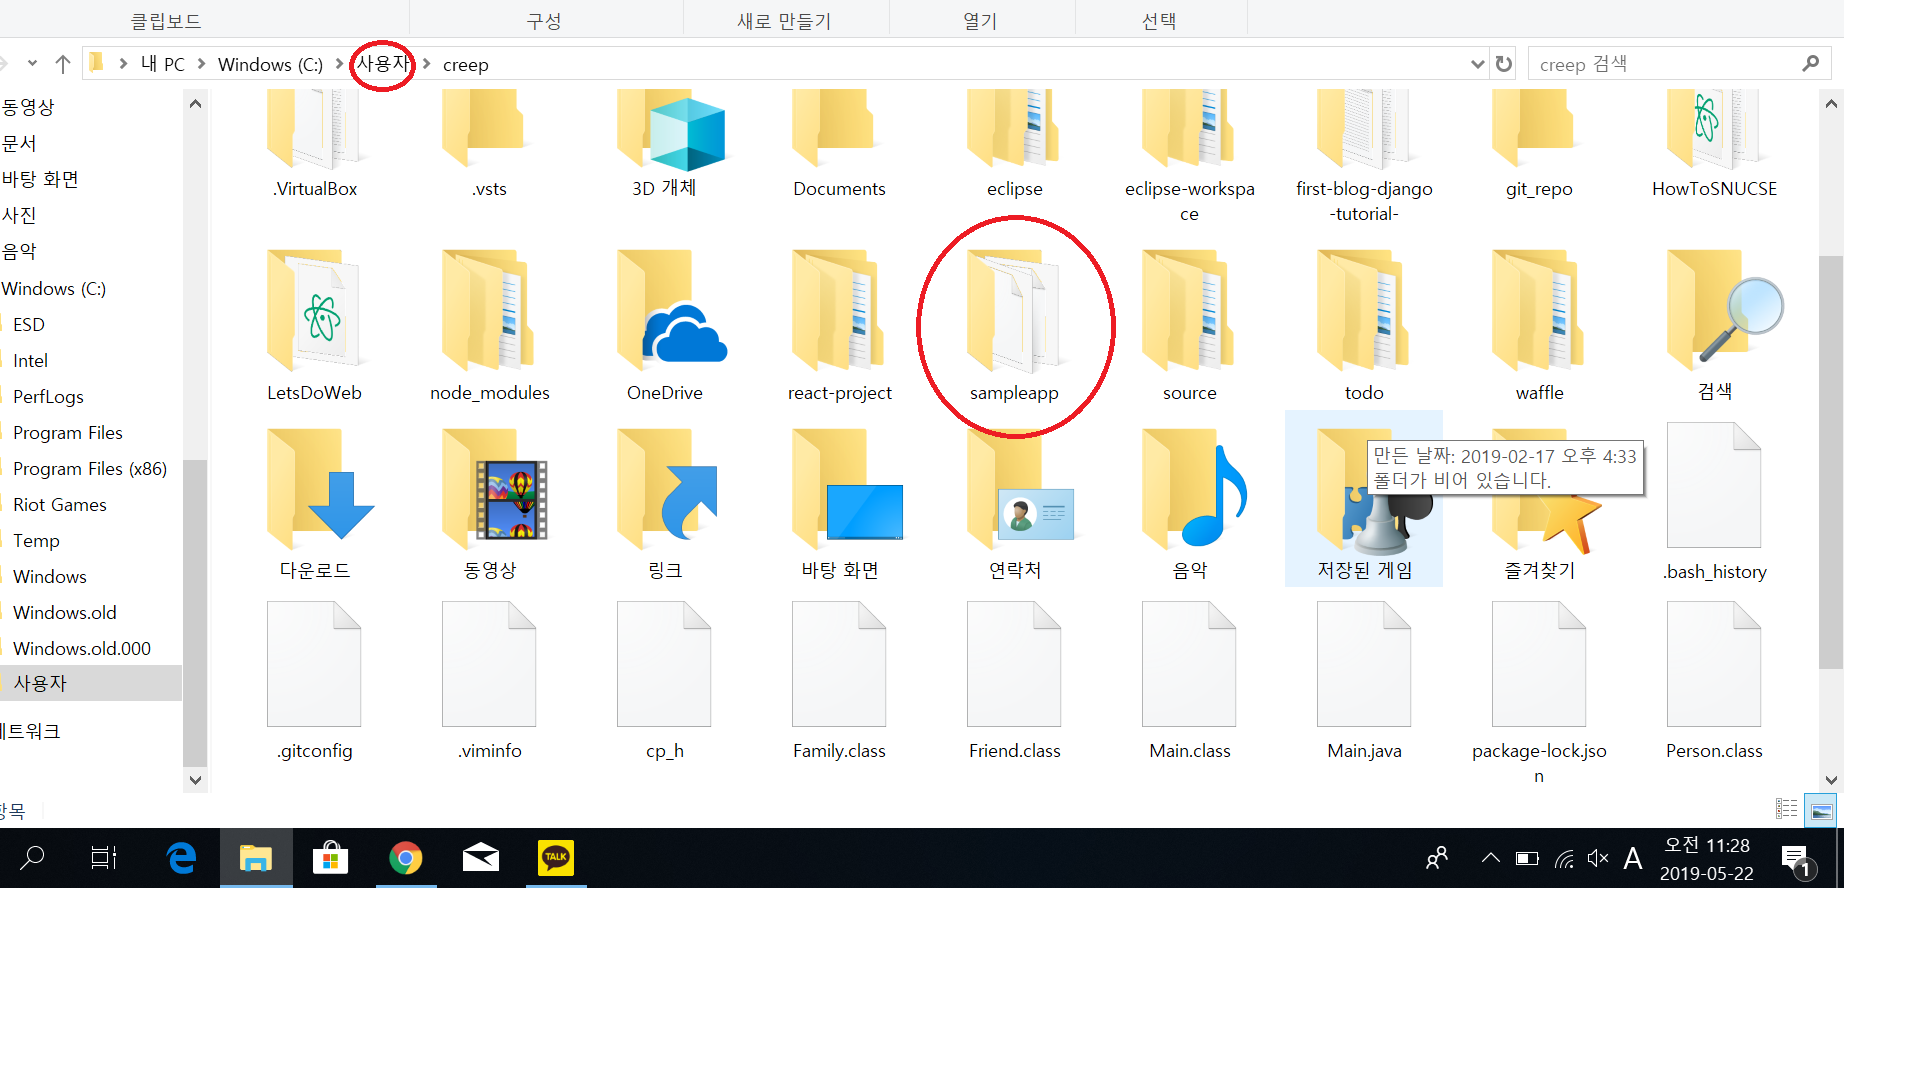 클립보드
구성
새로 만들기
열기
선택
내 PC
Windows (C:)
사용자
creep
creep 검색
동영상
문서
바탕 화면
사진
음악
Windows (C:)
ESD
Intel
PerfLogs
Program Files
Program Files (x86)
Riot Games
Temp
Windows
Windows.old
Windows.old.000
사용자
네트워크
항목
.VirtualBox
.vsts
3D 개체
Documents
eclipse
eclipse-workspa
ce
first-blog-django
-tutorial-
git_repo
HowToSNUCSE
LetsDoWeb
node_modules
OneDrive
react-project
sampleapp
source
todo
waffle
검색
만든 날짜: 2019-02-17 오후 4:33
폴더가 비어 있습니다.
다운로드
동영상
링크
바탕 화면
연락처
음악
저장된 게임
즐겨찾기
.bash_history
.gitconfig
.viminfo
cp_h
Family.class
Friend.class
Main.class
Main.java
package-lock.jso
n
Person.class
TALK
A
오전 11:28
2019-05-22
1